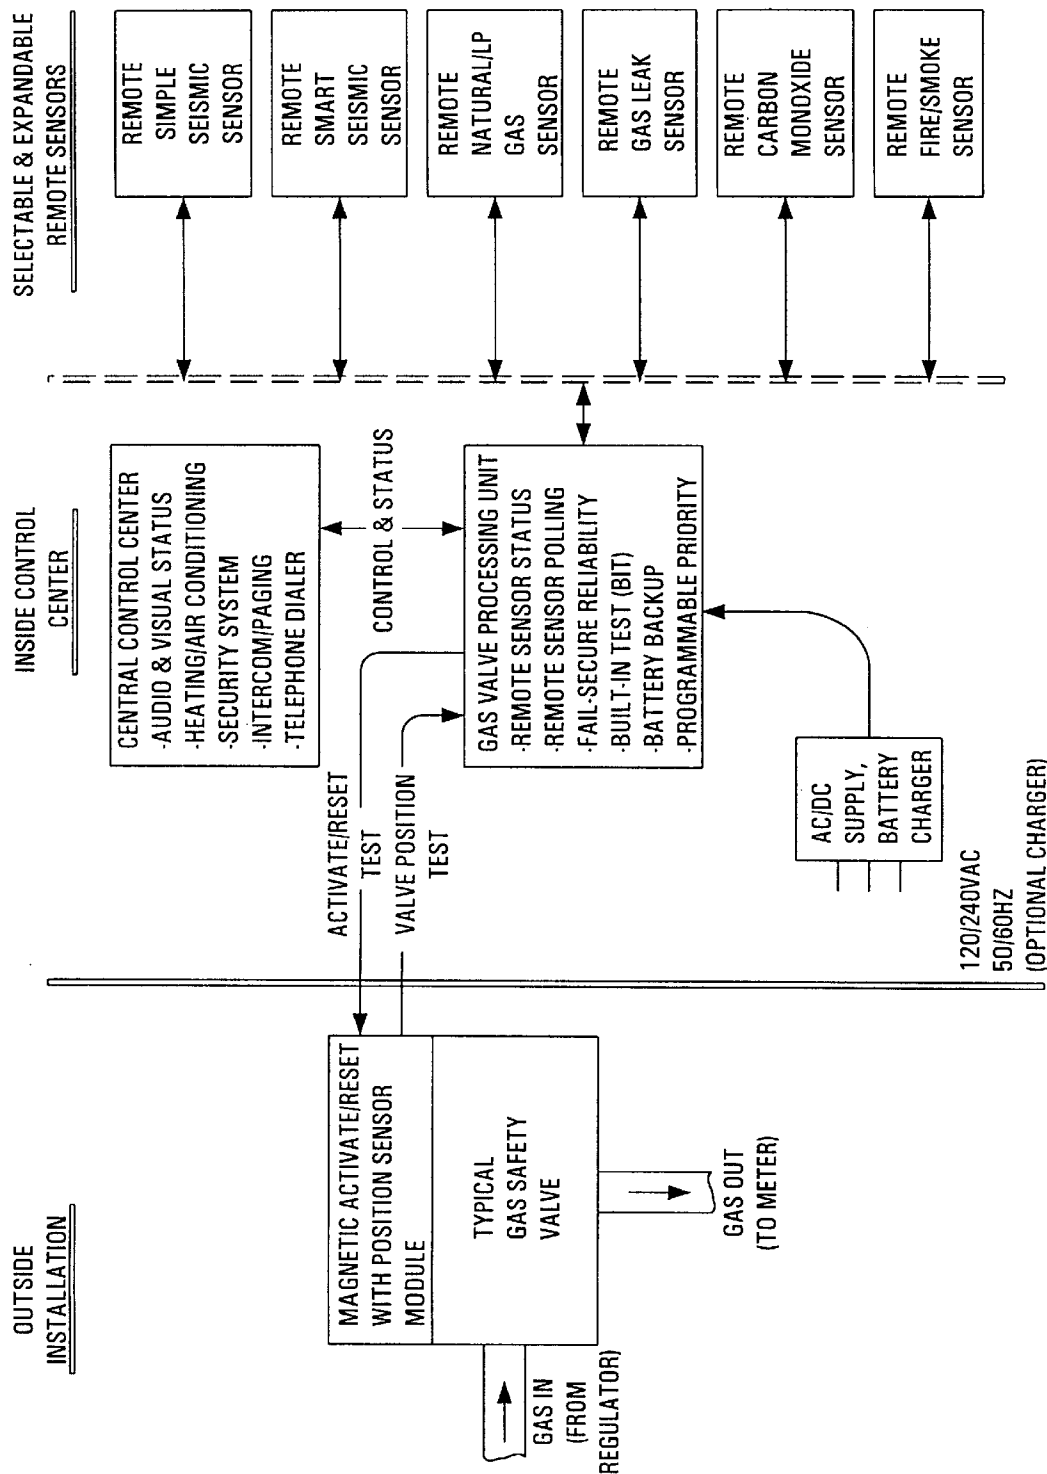 OUTSIDE
INSTALLATION
MAGNETIC ACTIVATE/RESET
WITH POSITION SENSOR
MODULE
TYPICAL
GAS SAFETY
VALVE
GAS IN
(FROM
REGULATOR)
GAS OUT
(TO METER)
INSIDE CONTROL
CENTER
CENTRAL CONTROL CENTER
·AUDIO & VISUAL STATUS
·HEATING/AIR CONDITIONING
·SECURITY SYSTEM
·INTERCOM/PAGING
·TELEPHONE DIALER
CONTROL & STATUS
ACTIVATE/RESET
TEST
VALVE POSITION
TEST
GAS VALVE PROCESSING UNIT
·REMOTE SENSOR STATUS
·REMOTE SENSOR POLLING
·FAIL-SECURE RELIABILITY
·BUILT-IN TEST (BIT)
·BATTERY BACKUP
·PROGRAMMABLE PRIORITY
AC/DC
SUPPLY,
BATTERY
CHARGER
120/240VAC
50/60HZ
(OPTIONAL CHARGER)
SELECTABLE & EXPANDABLE
REMOTE SENSORS
REMOTE
SIMPLE
SEISMIC
SENSOR
REMOTE
SMART
SEISMIC
SENSOR
REMOTE
NATURAL/LP
GAS
SENSOR
REMOTE
GAS LEAK
SENSOR
REMOTE
CARBON
MONOXIDE
SENSOR
REMOTE
FIRE/SMOKE
SENSOR